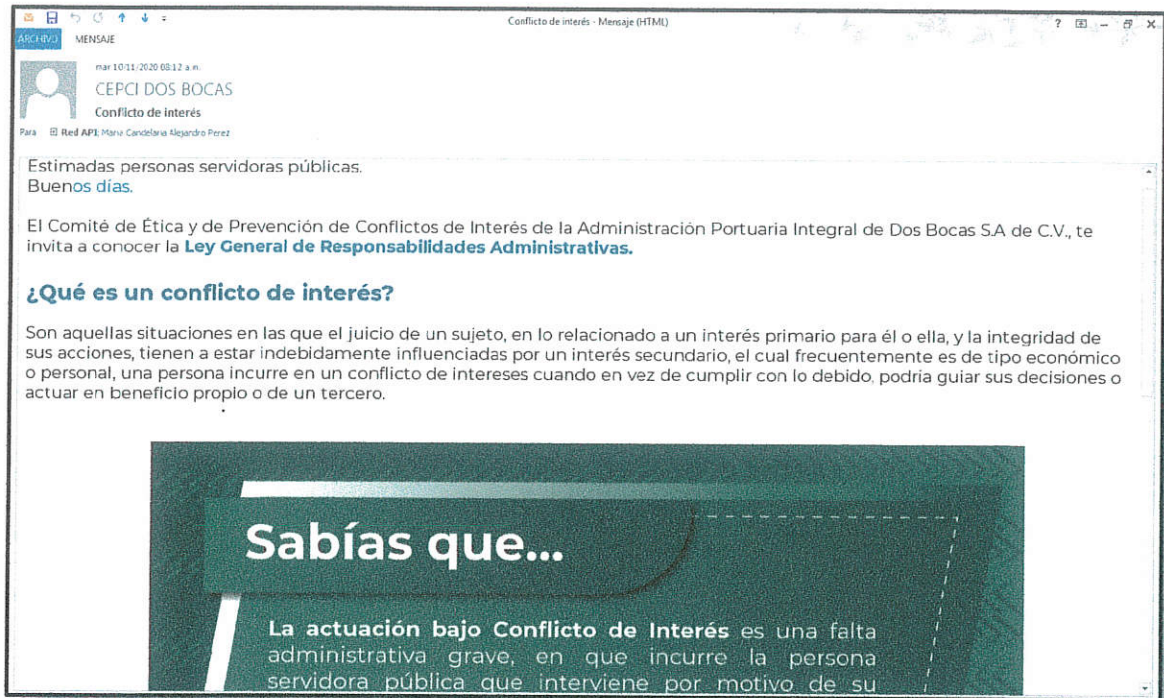 Conflicto de interés - Mensaje (HTML)
ARCHIVO MENSAJE
mar 10/11/2020 08:12 a.m.
CEPCI DOS BOCAS
Conflicto de interés
Para Red API; Maria Candelaria Alejandro Perez
Estimadas personas servidoras públicas.
Buenos días.
El Comité de Ética y de Prevención de Conflictos de Interés de la Administración Portuaria Integral de Dos Bocas S.A de C.V., te
invita a conocer la Ley General de Responsabilidades Administrativas.
¿Qué es un conflicto de interés?
Son aquellas situaciones en las que el juicio de un sujeto, en lo relacionado a un interés primario para él o ella, y la integridad de
sus acciones, tienen a estar indebidamente influenciadas por un interés secundario, el cual frecuentemente es de tipo económico
o personal, una persona incurre en un conflicto de intereses cuando en vez de cumplir con lo debido, podria guiar sus decisiones o
actuar en beneficio propio o de un tercero.
Sabías que...
La actuación bajo Conflicto de Interés es una falta
administrativa grave, en que incurre la persona
servidora pública que interviene por motivo de su